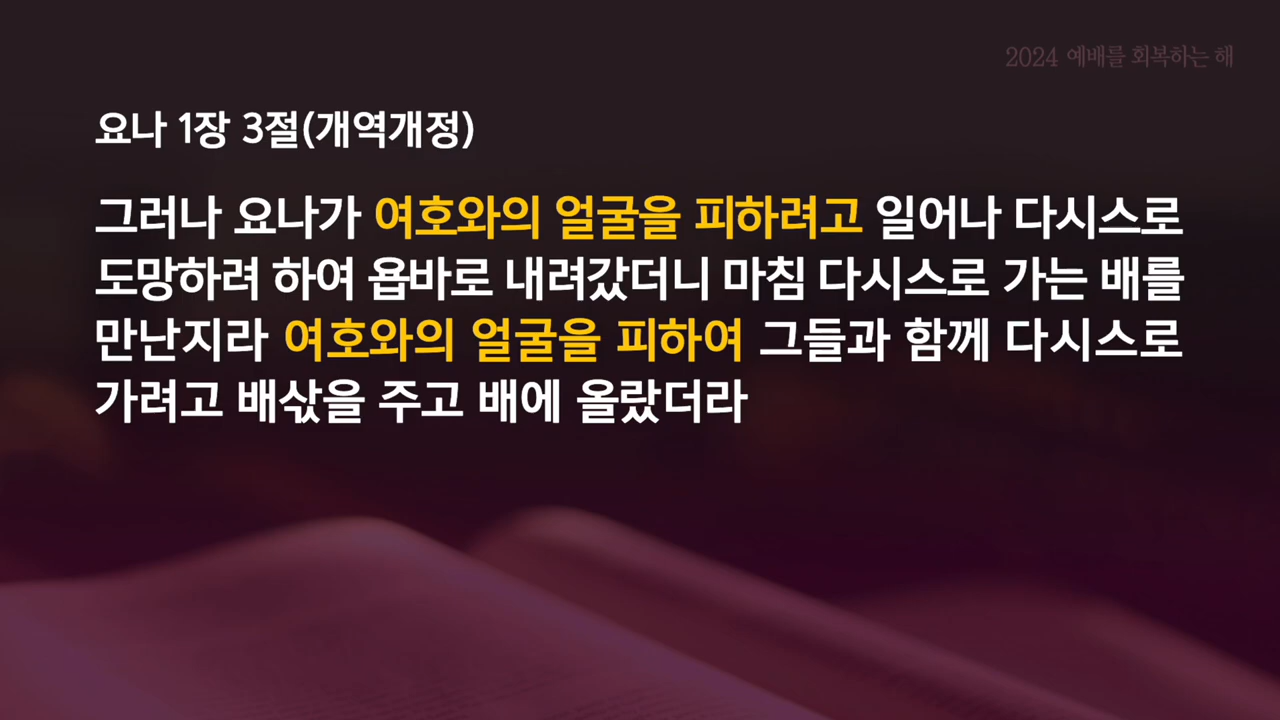 2024 예배를 회복하는 해
요나 1장 3절(개역개정)
그러나 요나가 여호와의 얼굴을 피하려고 일어나 다시스로
도망하려 하여 욥바로 내려갔더니 마침 다시스로 가는 배를
만난지라 여호와의 얼굴을 피하여 그들과 함께 다시스로
가려고 배삯을 주고 배에 올랐더라